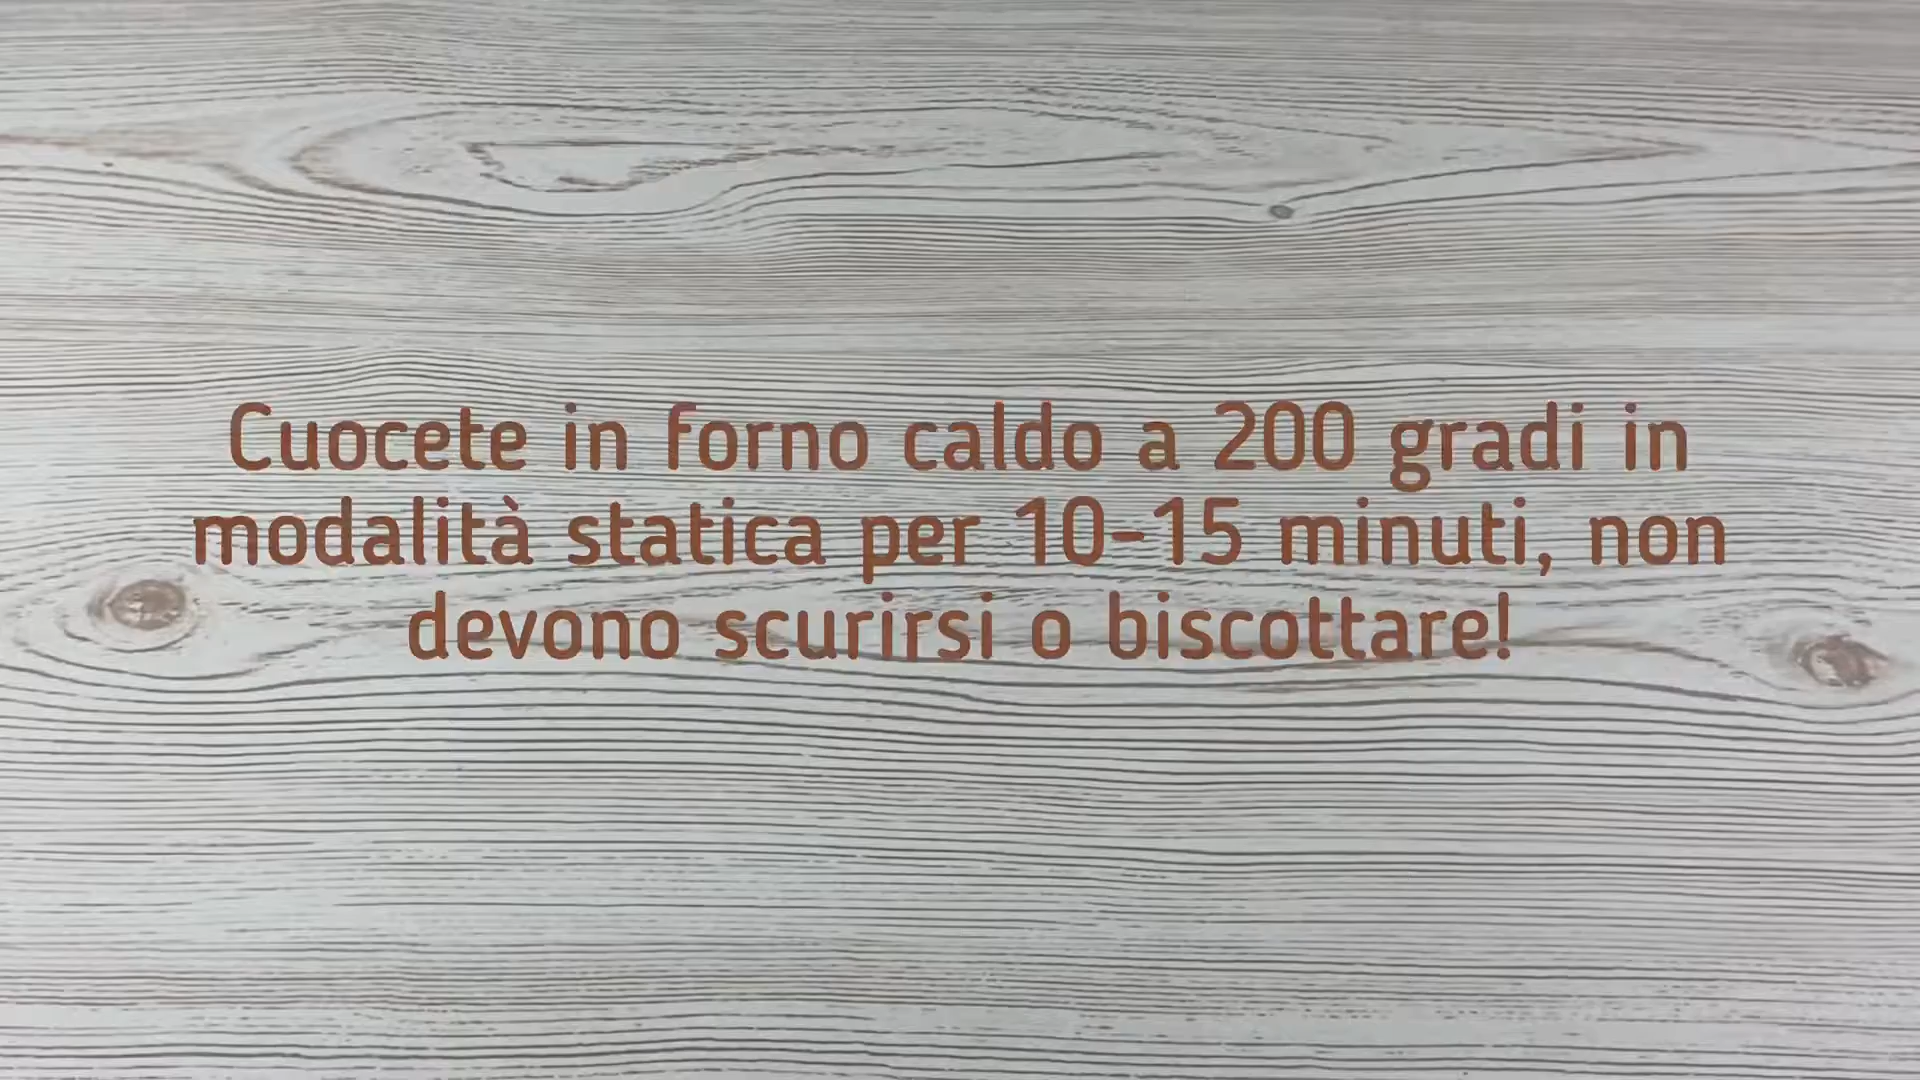 Cuocete in forno caldo a 200 gradi in
modalità statica per 10-15 minuti, non
devono scurirsi o biscottare!